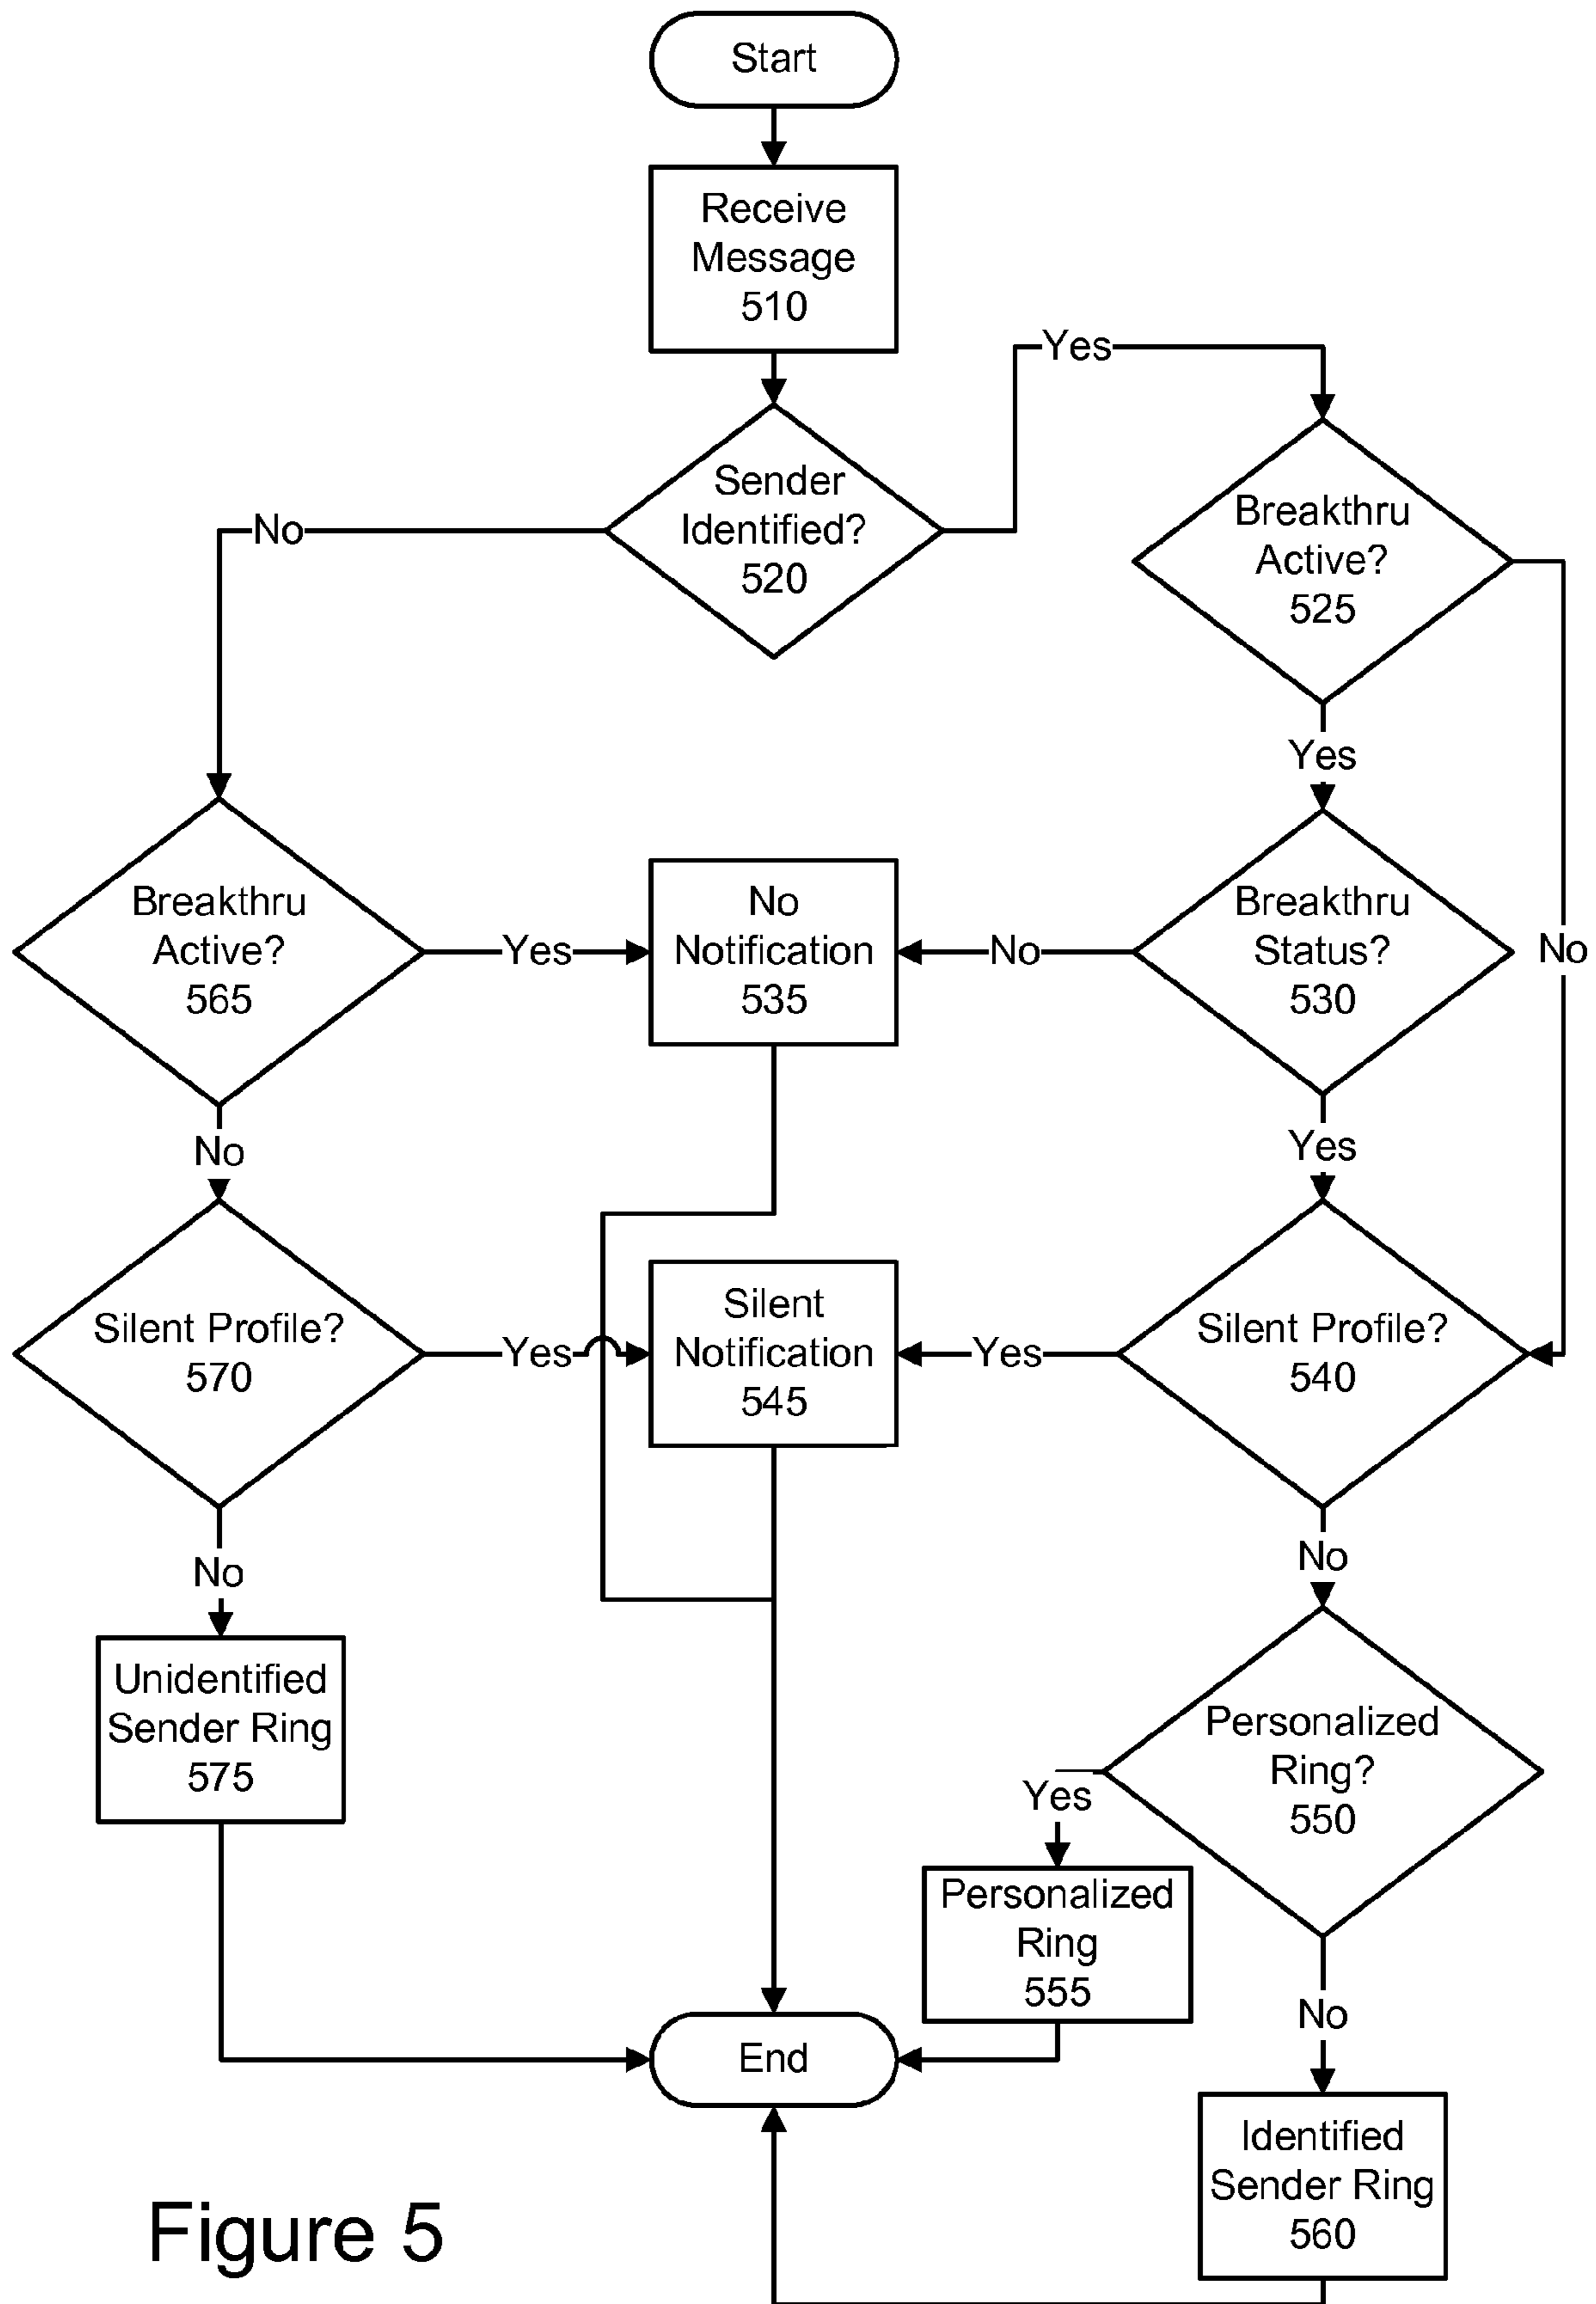 Start
Receive
Message
510
Yes
Sender
Identified?
520
No
Breakthru
Active?
525
Yes
Breakthru
Active?
565
Yes
No
Notification
535
No
Breakthru
Status?
530
No
No
Yes
Silent Profile?
570
Yes
Silent
Notification
545
Yes
Silent Profile?
540
No
No
Unidentified
Sender Ring
575
Personalized
Ring?
550
Yes
Personalized
Ring
555
No
End
Identified
Sender Ring
560
Figure 5